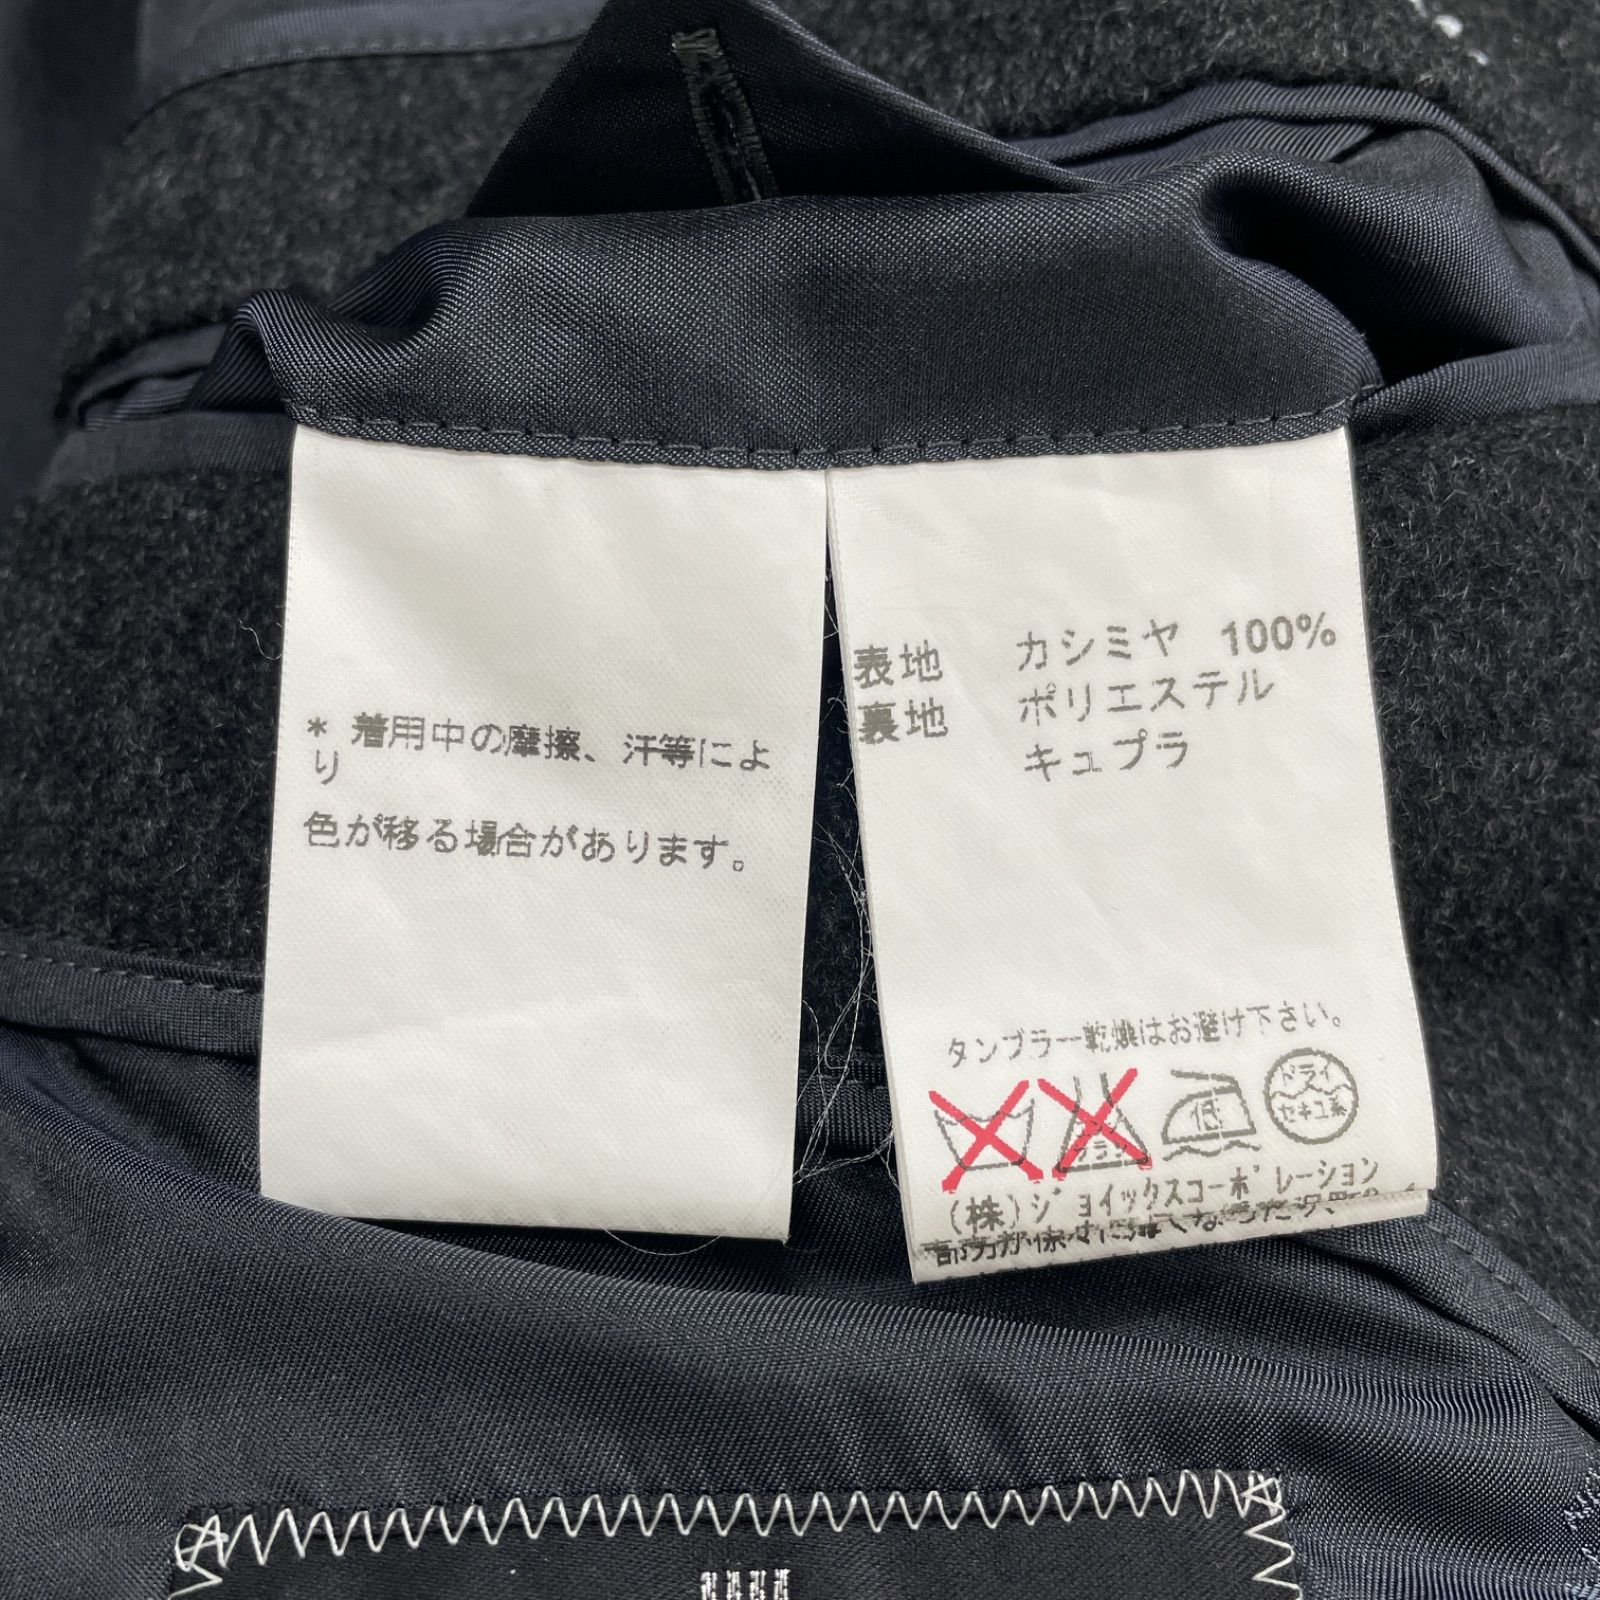 * 着用中の摩擦、汗等によ
り
色が移る場合があります。
表地 カシミヤ 100%
裏地 ポリエステル
キュプラ
タンブラー乾燥はお避け下さい。
低
ドライ
セキユ系
(株)ジョイックスコーポレーション